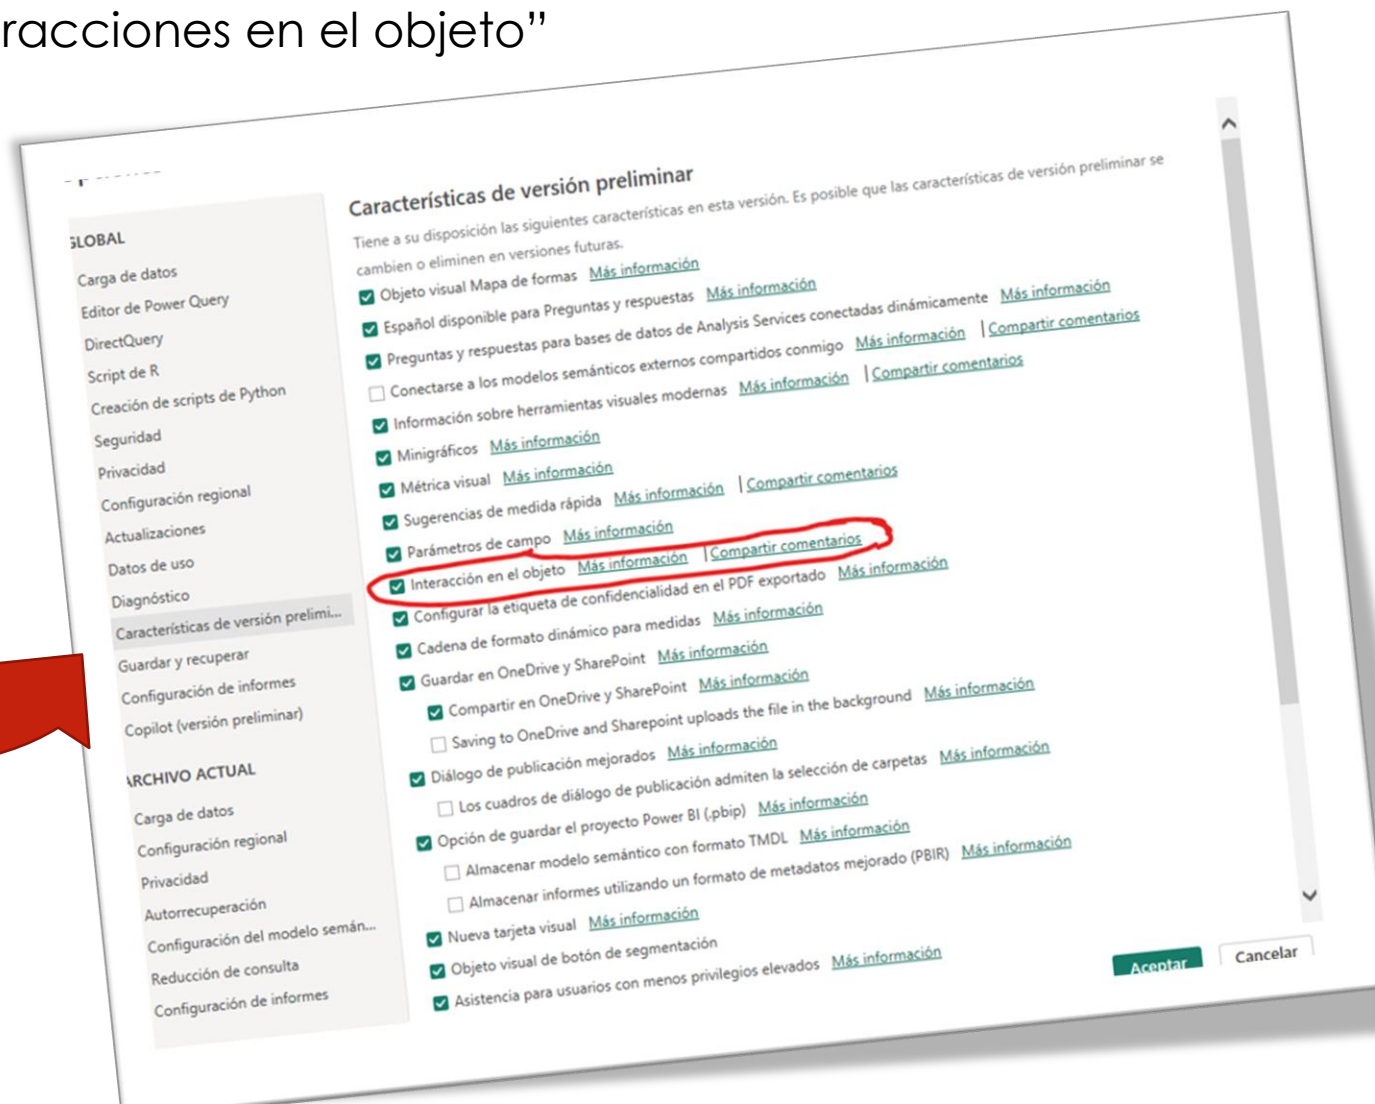 racciones en el objeto”
GLOBAL
Carga de datos
Editor de Power Query
DirectQuery
Script de R
Creación de scripts de Python
Seguridad
Privacidad
Configuración regional
Actualizaciones
Datos de uso
Diagnóstico
Características de versión prelimi...
Guardar y recuperar
Configuración de informes
Copilot (versión preliminar)
ARCHIVO ACTUAL
Carga de datos
Configuración regional
Privacidad
Autorrecuperación
Configuración del modelo semán...
Reducción de consulta
Configuración de informes
Características de versión preliminar
Tiene a su disposición las siguientes características en esta versión. Es posible que las características de versión preliminar se
cambien o eliminen en versiones futuras.
Objeto visual Mapa de formas Más información
Español disponible para Preguntas y respuestas Más información
Preguntas y respuestas para bases de datos de Analysis Services conectadas dinámicamente Más información
Conectarse a los modelos semánticos externos compartidos conmigo Más información | Compartir comentarios
Información sobre herramientas visuales modernas Más información | Compartir comentarios
Minigráficos Más información
Métrica visual Más información
Sugerencias de medida rápida Más información | Compartir comentarios
Parámetros de campo Más información
Interacción en el objeto Más información | Compartir comentarios
Configurar la etiqueta de confidencialidad en el PDF exportado Más información
Cadena de formato dinámico para medidas Más información
Guardar en OneDrive y SharePoint Más información
Compartir en OneDrive y SharePoint Más información
Saving to OneDrive and Sharepoint uploads the file in the background Más información
Diálogo de publicación mejorados Más información
Los cuadros de diálogo de publicación admiten la selección de carpetas Más información
Opción de guardar el proyecto Power BI (.pbip) Más información
Almacenar modelo semántico con formato TMDL Más información
Almacenar informes utilizando un formato de metadatos mejorado (PBIR) Más información
Nueva tarjeta visual Más información
Objeto visual de botón de segmentación
Asistencia para usuarios con menos privilegios elevados Más información
Aceptar Cancelar